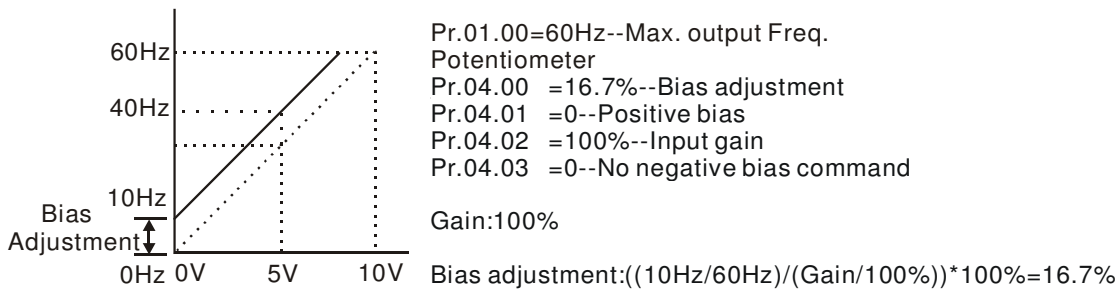 60Hz
40Hz
10Hz
Bias
Adjustment
0Hz 0V 5V 10V
Pr.01.00=60Hz--Max. output Freq.
Potentiometer
Pr.04.00 =16.7%--Bias adjustment
Pr.04.01 =0--Positive bias
Pr.04.02 =100%--Input gain
Pr.04.03 =0--No negative bias command
Gain:100%
Bias adjustment:((10Hz/60Hz)/(Gain/100%))*100%=16.7%